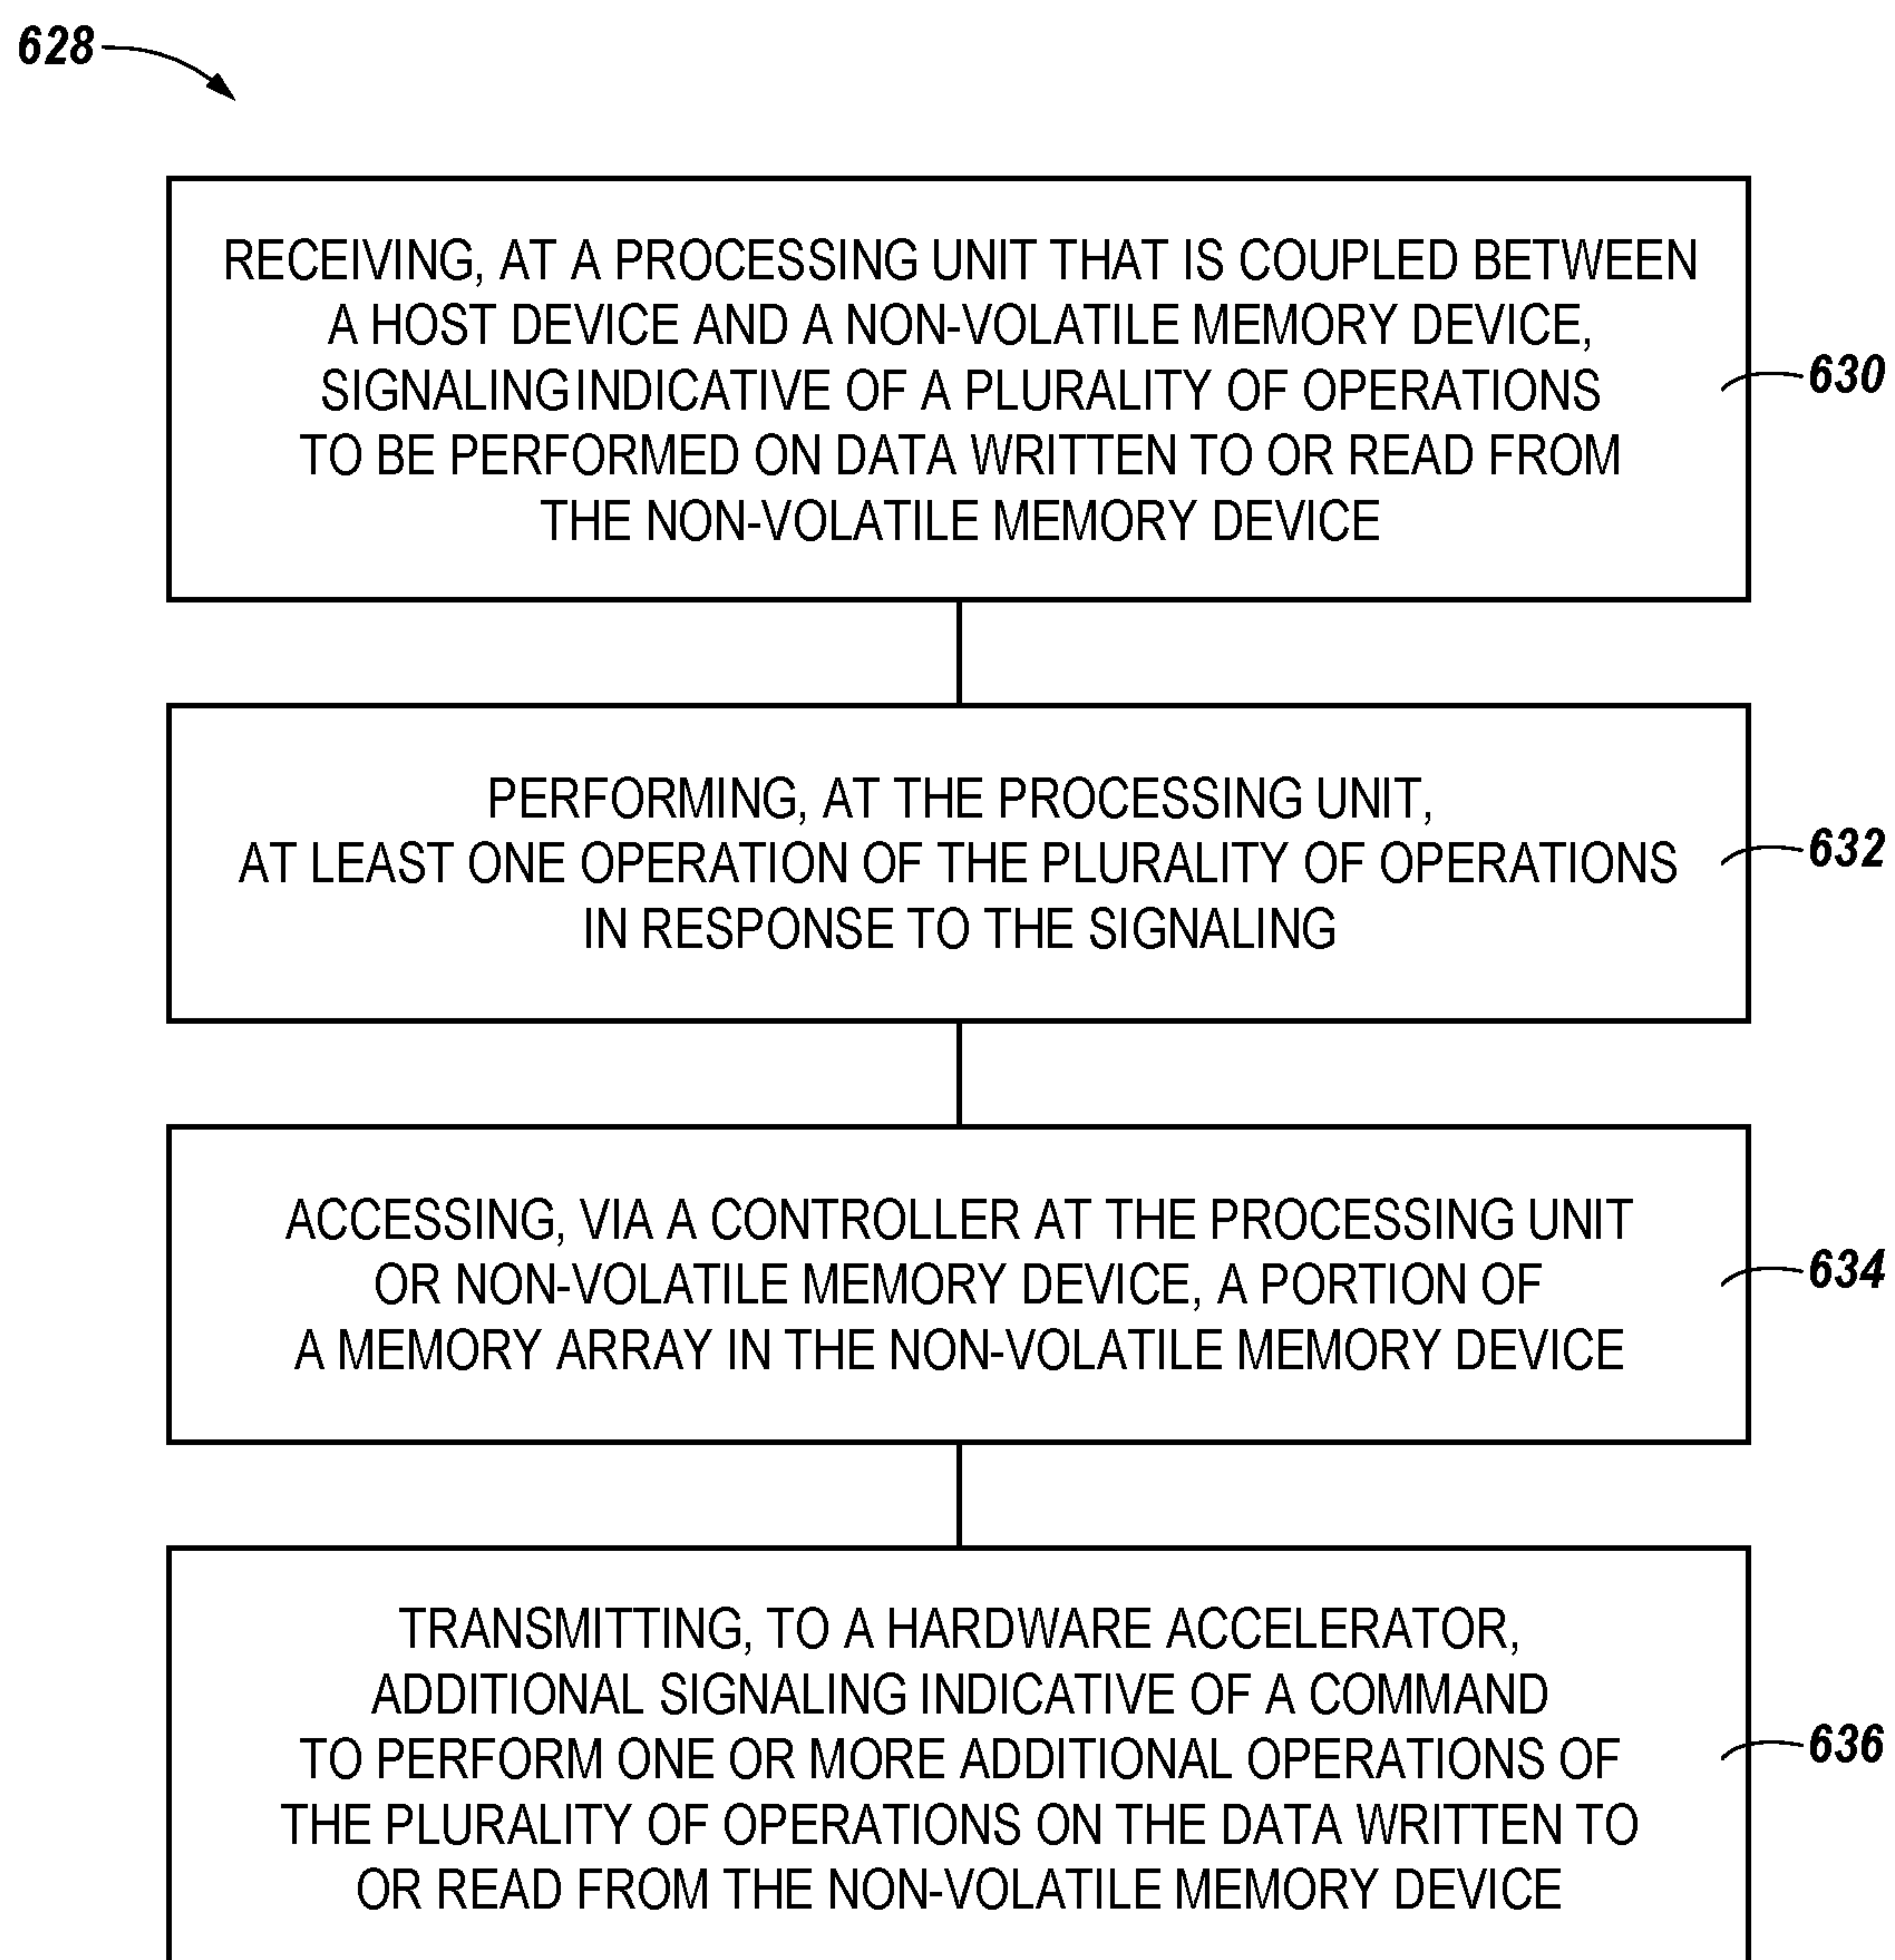 628
RECEIVING, AT A PROCESSING UNIT THAT IS COUPLED BETWEEN
A HOST DEVICE AND A NON-VOLATILE MEMORY DEVICE,
SIGNALING INDICATIVE OF A PLURALITY OF OPERATIONS
TO BE PERFORMED ON DATA WRITTEN TO OR READ FROM
THE NON-VOLATILE MEMORY DEVICE
630
PERFORMING, AT THE PROCESSING UNIT,
AT LEAST ONE OPERATION OF THE PLURALITY OF OPERATIONS
IN RESPONSE TO THE SIGNALING
632
ACCESSING, VIA A CONTROLLER AT THE PROCESSING UNIT
OR NON-VOLATILE MEMORY DEVICE, A PORTION OF
A MEMORY ARRAY IN THE NON-VOLATILE MEMORY DEVICE
634
TRANSMITTING, TO A HARDWARE ACCELERATOR,
ADDITIONAL SIGNALING INDICATIVE OF A COMMAND
TO PERFORM ONE OR MORE ADDITIONAL OPERATIONS OF
THE PLURALITY OF OPERATIONS ON THE DATA WRITTEN TO
OR READ FROM THE NON-VOLATILE MEMORY DEVICE
636